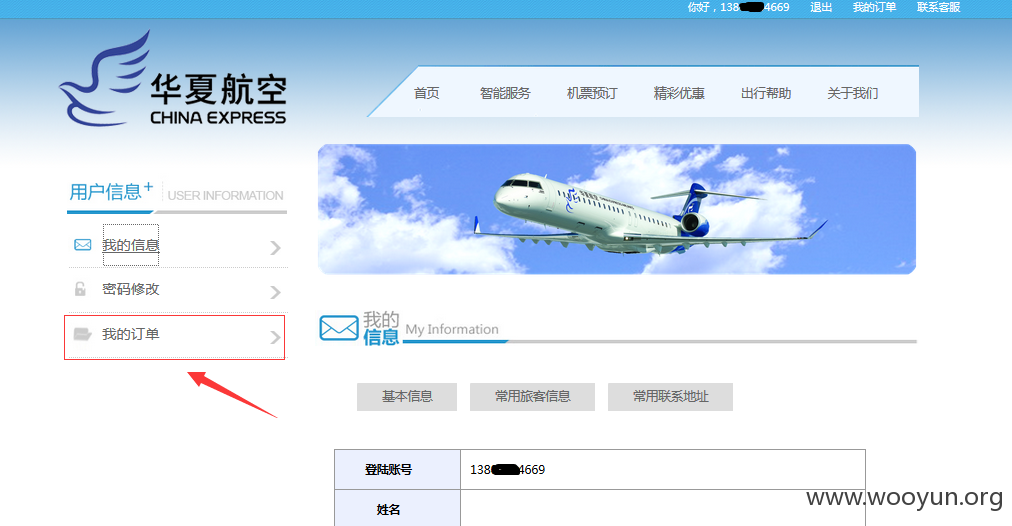 你好，138 4669 退出 我的订单 联系客服
华夏航空
CHINA EXPRESS
首页 智能服务 机票预订 精彩优惠 出行帮助 关于我们
用户信息+ USER INFORMATION
我的信息
密码修改
我的订单
我的
信息 My Information
基本信息 常用旅客信息 常用联系地址
登陆账号 138 4669
姓名
www.wooyun.org